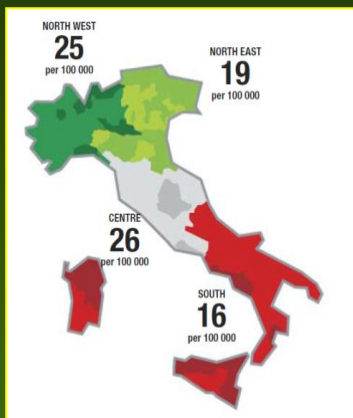 NORTH WEST
25
per 100 000
NORTH EAST
19
per 100 000
CENTRE
26
per 100 000
SOUTH
16
per 100 000